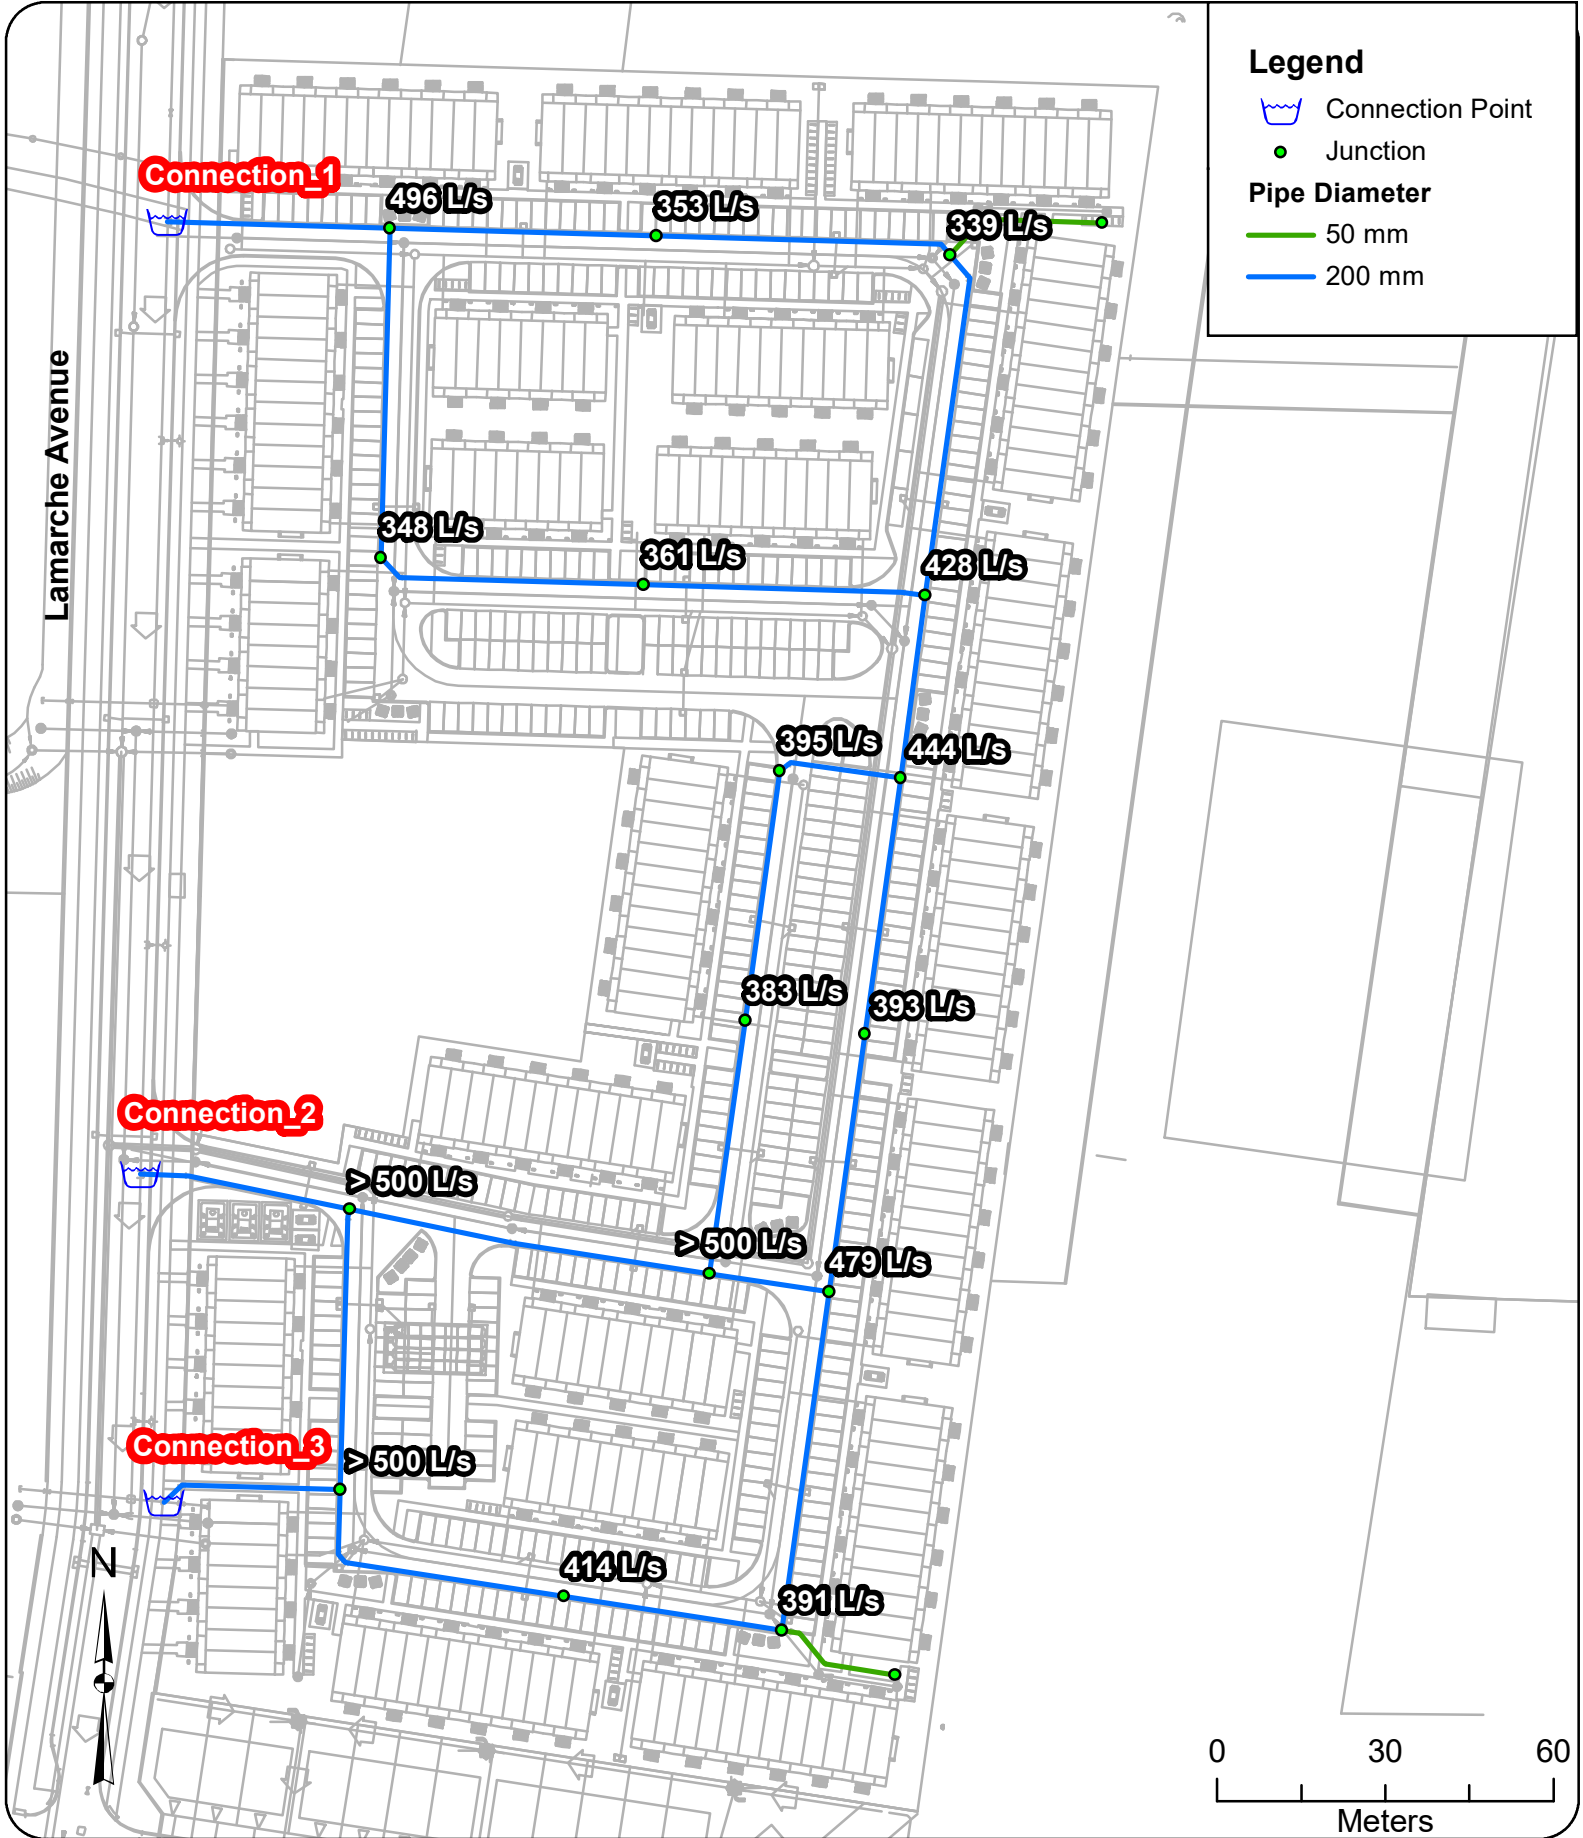 Legend
Connection Point
Junction
Pipe Diameter
50 mm
200 mm
Connection_1
496 L/s
353 L/s
339 L/s
Lamarche Avenue
348 L/s
361 L/s
428 L/s
395 L/s
444 L/s
383 L/s
393 L/s
Connection_2
> 500 L/s
> 500 L/s
479 L/s
Connection_3
> 500 L/s
N
414 L/s
391 L/s
0 30 60
Meters